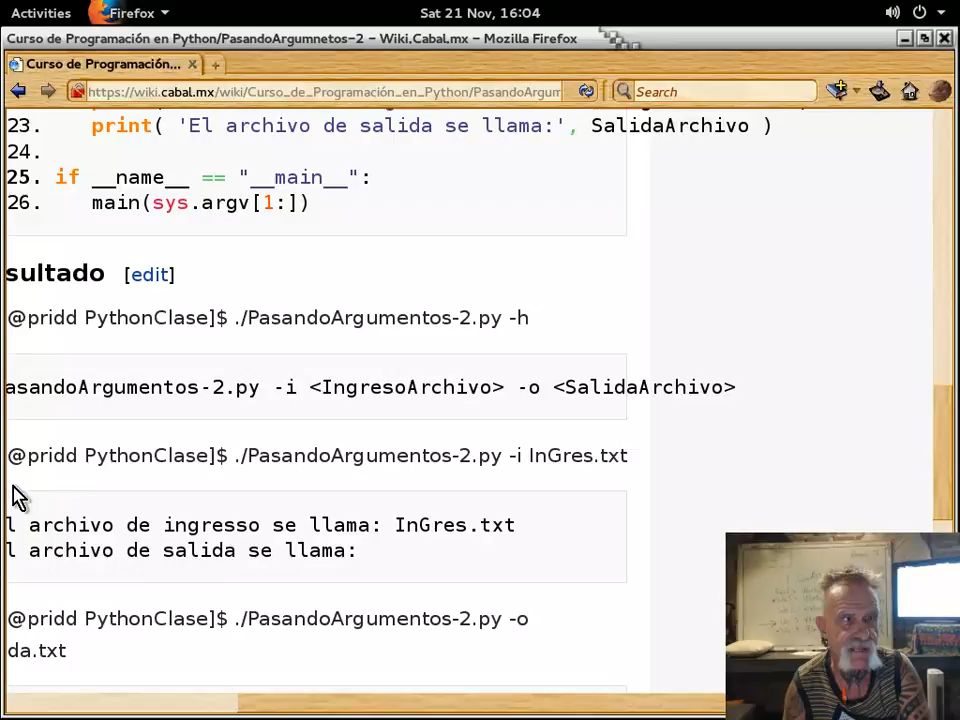 Activities Firefox Sat 21 Nov, 16:04
Curso de Programación en Python/PasandoArgumnetos-2 – Wiki.Cabal.mx – Mozilla Firefox
Curso de Programación...
https://wiki.cabal.mx/wiki/Curso_de_Programación_en_Python/PasandoArgum Search
23. print( 'El archivo de salida se llama:', SalidaArchivo )
24.
25. if __name__ == "__main__":
26. main(sys.argv[1:])
sultado [edit]
@pridd PythonClase]$ ./PasandoArgumentos-2.py -h
asandoArgumentos-2.py -i <IngresoArchivo> -o <SalidaArchivo>
@pridd PythonClase]$ ./PasandoArgumentos-2.py -i InGres.txt
l archivo de ingresso se llama: InGres.txt
l archivo de salida se llama:
@pridd PythonClase]$ ./PasandoArgumentos-2.py -o
da.txt